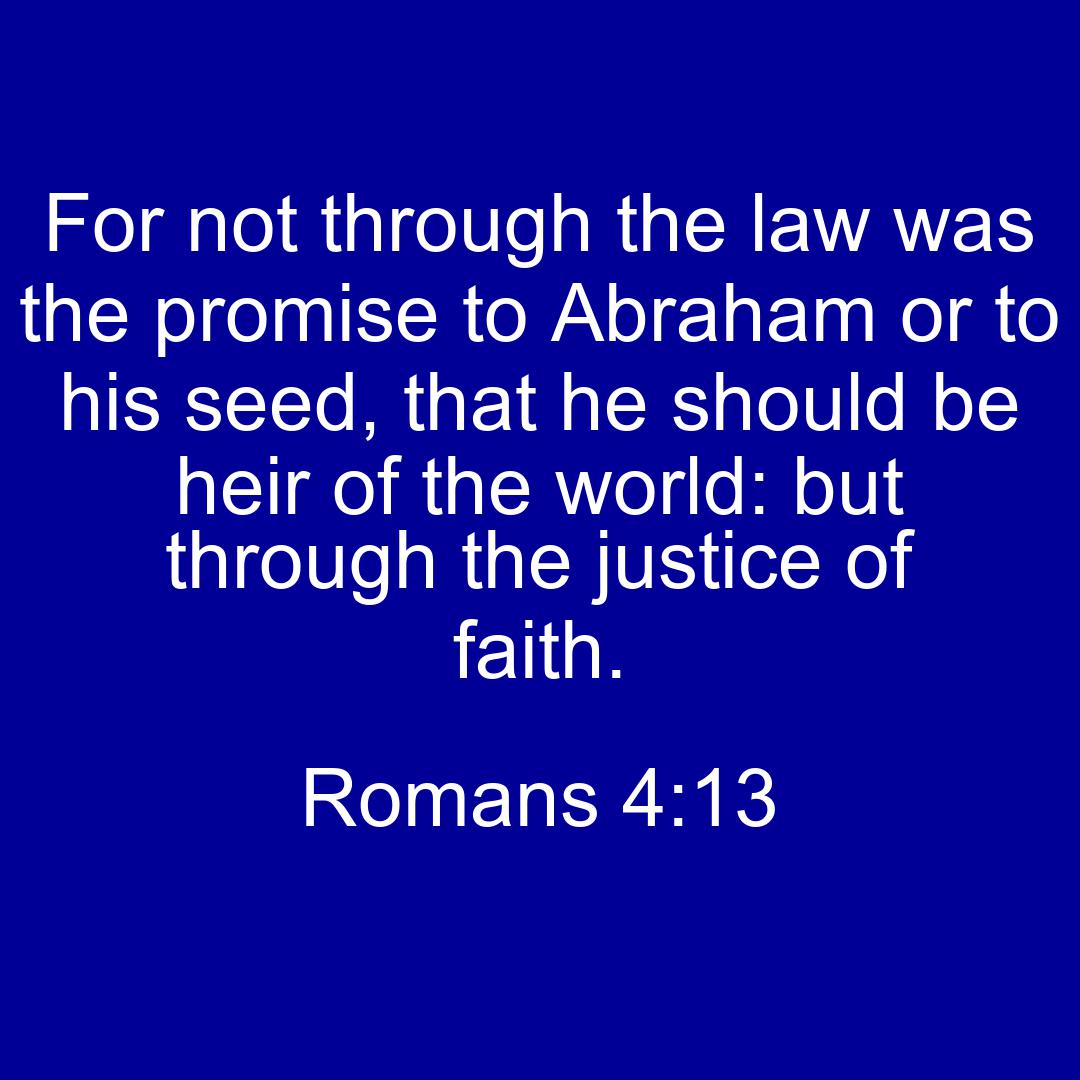 For not through the law was
the promise to Abraham or to
his seed, that he should be
heir of the world: but
through the justice of
faith.
Romans 4:13